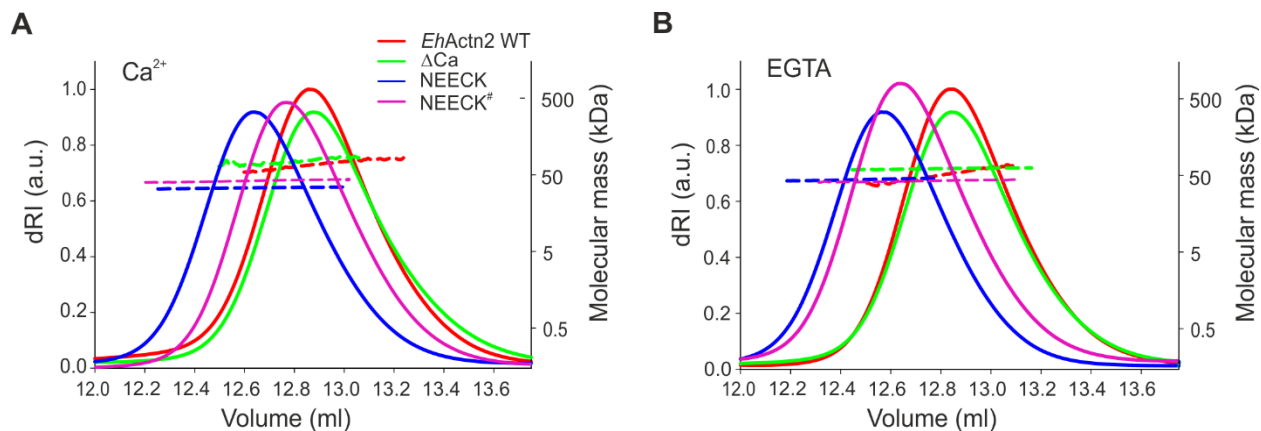 A
Ca²⁺
EhActn2 WT
ΔCa
NEECK
NEECK#
dRI (a.u.)
1.0
0.8
0.6
0.4
0.2
0.0
12.0 12.2 12.4 12.6 12.8 13.0 13.2 13.4 13.6
Volume (ml)
500
50
5
0.5
Molecular mass (kDa)
B
EGTA
dRI (a.u.)
1.0
0.8
0.6
0.4
0.2
0.0
12.0 12.2 12.4 12.6 12.8 13.0 13.2 13.4 13.6
Volume (ml)
500
50
5
0.5
Molecular mass (kDa)